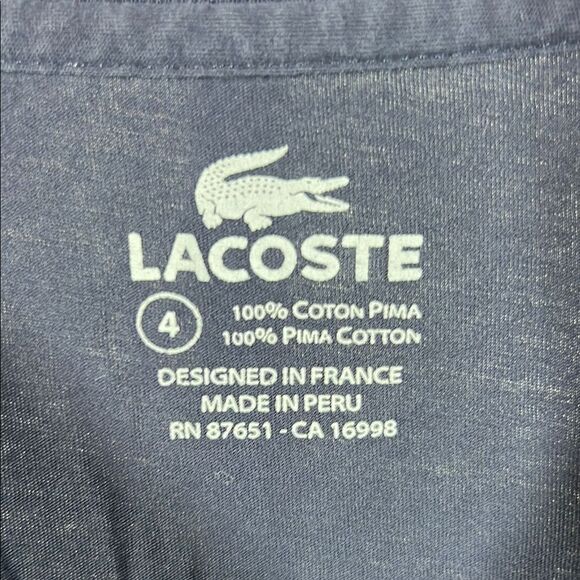 LACOSTE
4
100% COTON PIMA
100% PIMA COTTON
DESIGNED IN FRANCE
MADE IN PERU
RN 87651 - CA 16998